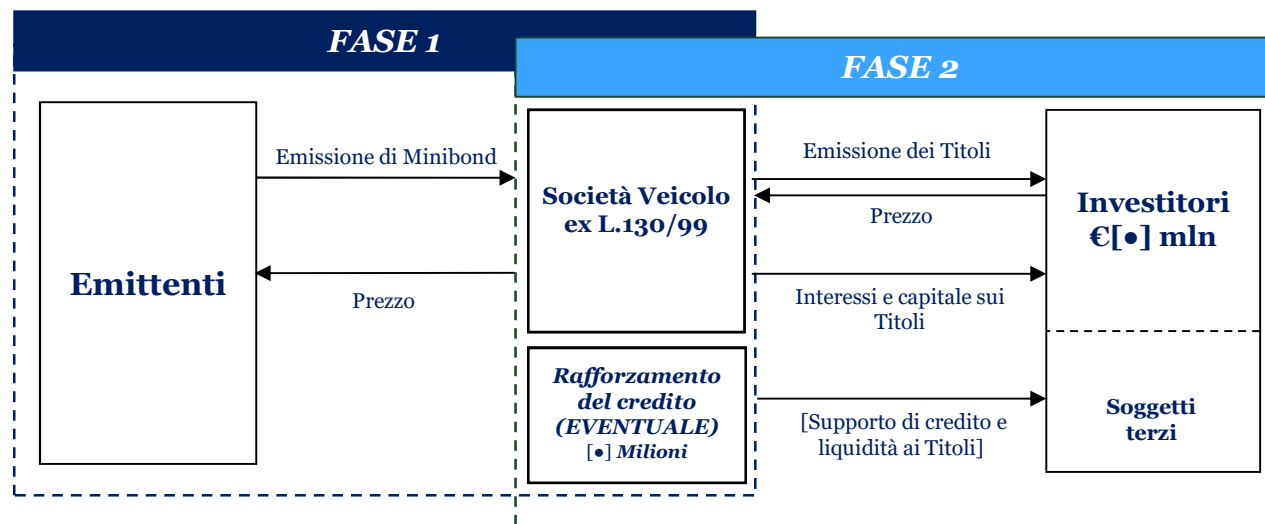 FASE 1
FASE 2
Emittenti
Emissione di Minibond
Prezzo
Società Veicolo
ex L.130/99
Rafforzamento
del credito
(EVENTUALE)
[●] Milioni
Emissione dei Titoli
Prezzo
Interessi e capitale sui
Titoli
[Supporto di credito e
liquidità ai Titoli]
Investitori
€[●] mln
Soggetti
terzi